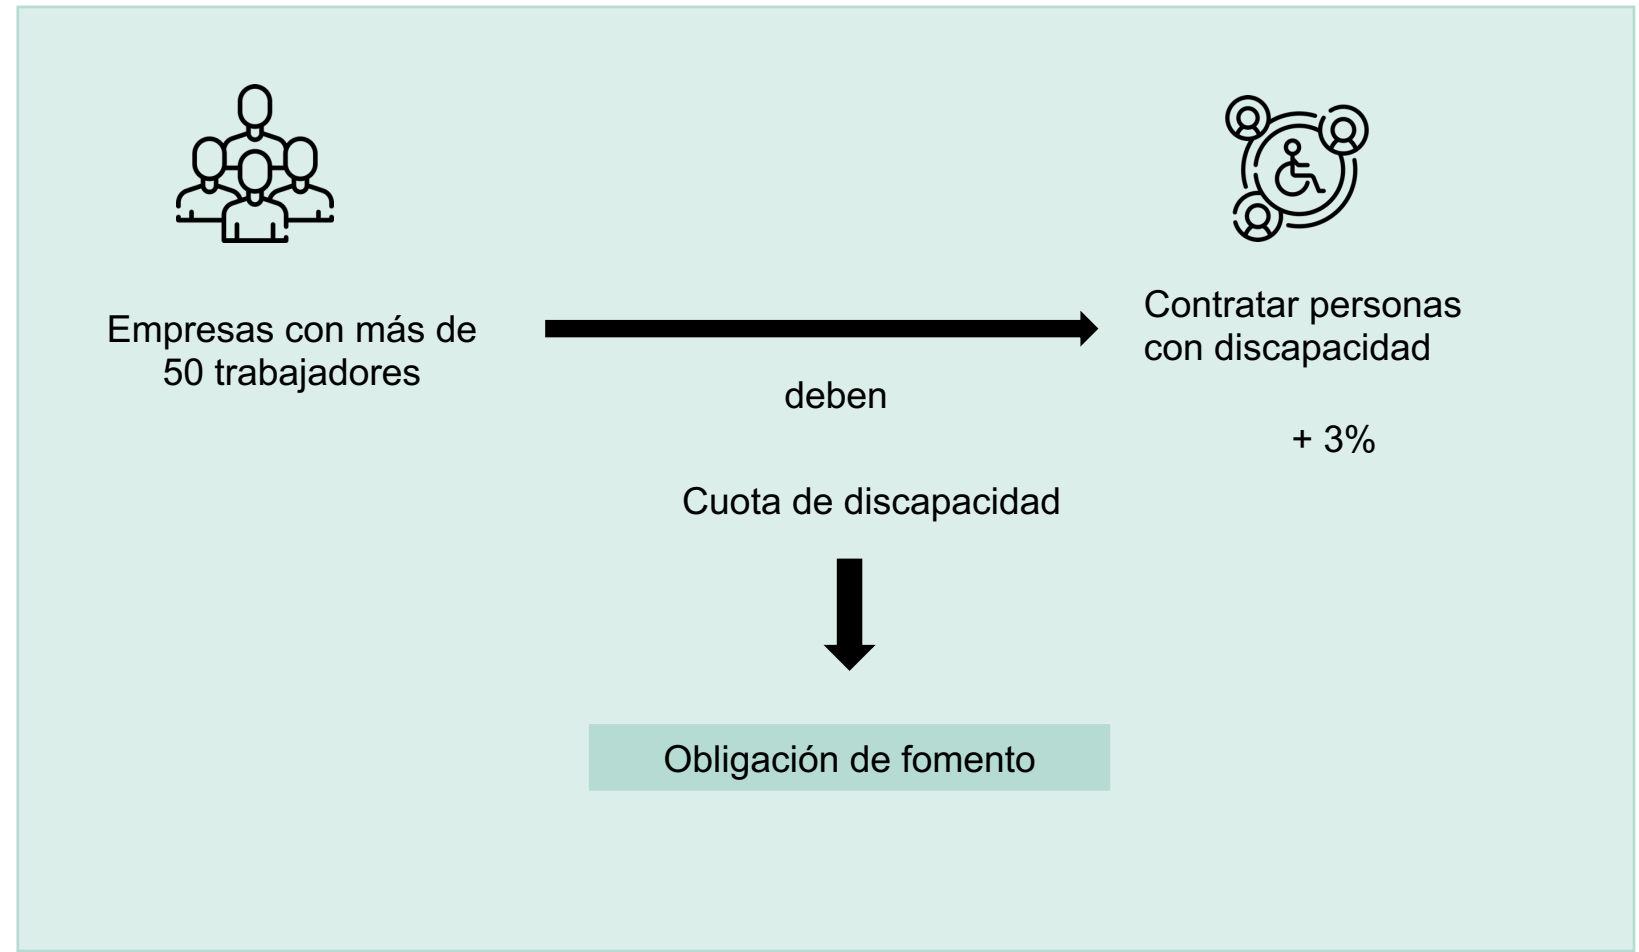 Empresas con más de
50 trabajadores
deben
Contratar personas
con discapacidad
+ 3%
Cuota de discapacidad
Obligación de fomento